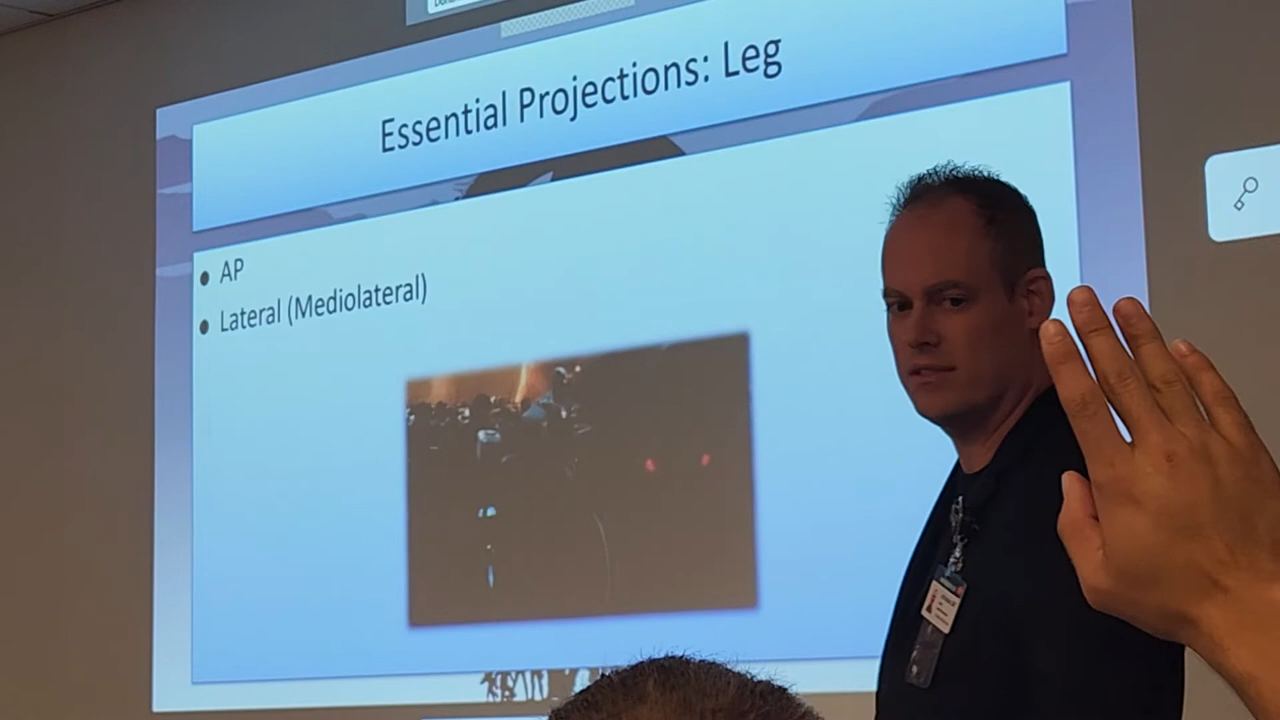 Essential Projections: Leg
• AP
• Lateral (Mediolateral)